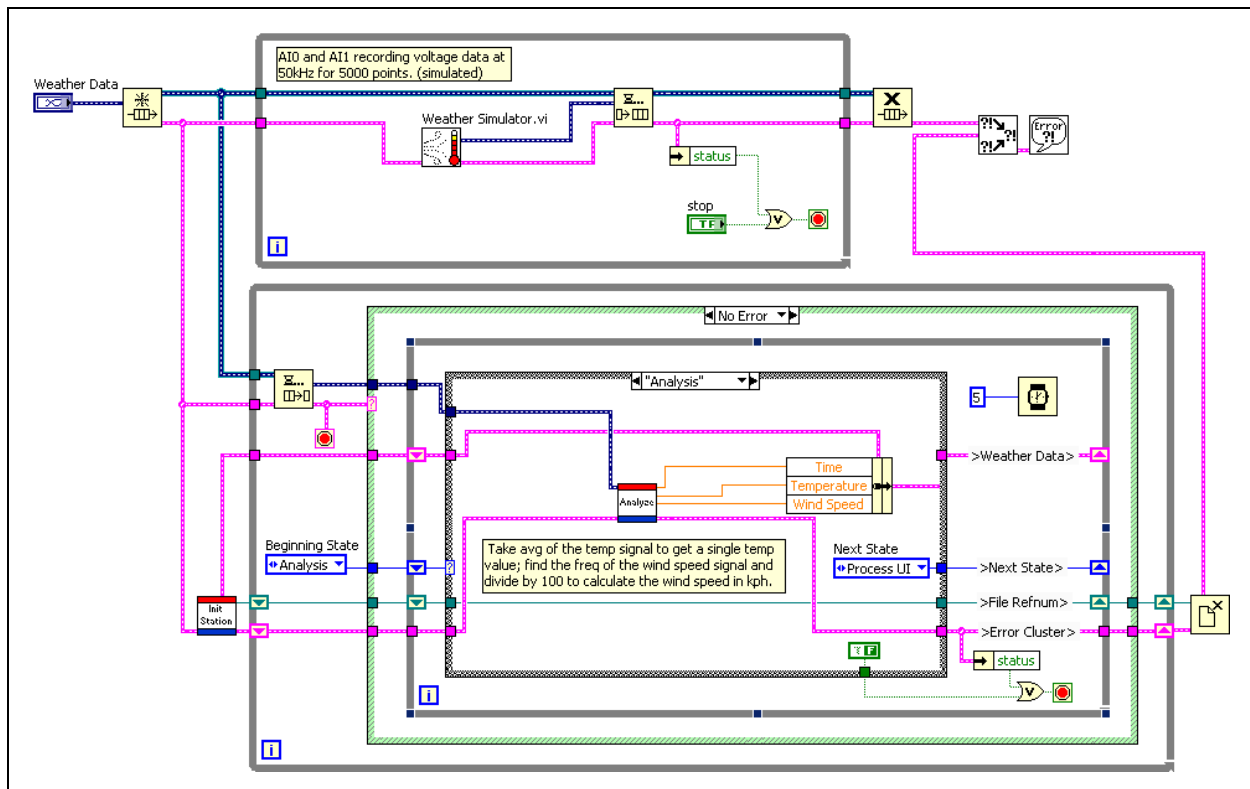 AI0 and AI1 recording voltage data at
50kHz for 5000 points. (simulated)
Weather Data
Weather Simulator.vi
status
stop
TF
V
i
?!
?!
?!
Error
?!
No Error
"Analysis"
5
?
Time
Temperature
Wind Speed
Analyze
>Weather Data>
Beginning State
Analysis
?
Take avg of the temp signal to get a single temp
value; find the freq of the wind speed signal and
divide by 100 to calculate the wind speed in kph.
Next State
Process UI
>Next State>
>File Refnum>
Init
Station
>Error Cluster>
F
status
V
i
i